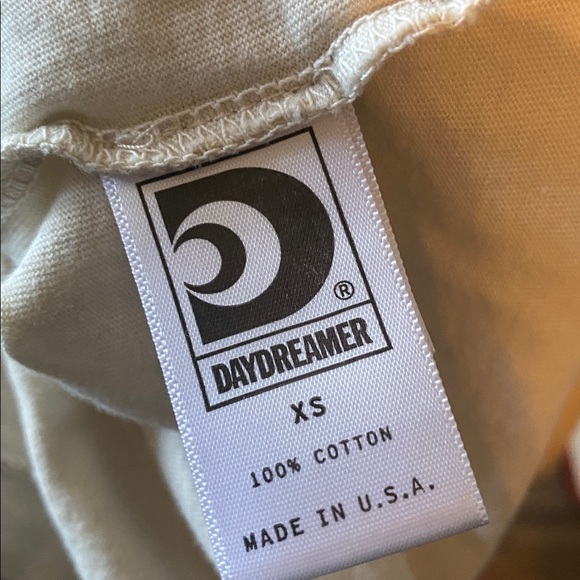 ®
DAYDREAMER
XS
100% COTTON
MADE IN U.S.A.